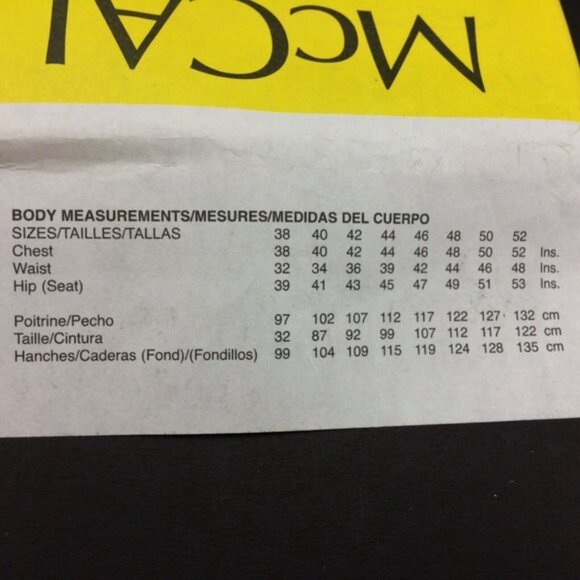 McCAL
BODY MEASUREMENTS/MESURES/MEDIDAS DEL CUERPO
SIZES/TAILLES/TALLAS 38 40 42 44 46 48 50 52
Chest 38 40 42 44 46 48 50 52 Ins.
Waist 32 34 36 39 42 44 46 48 Ins.
Hip (Seat) 39 41 43 45 47 49 51 53 Ins.
Poitrine/Pecho 97 102 107 112 117 122 127 132 cm
Taille/Cintura 32 87 92 99 107 112 117 122 cm
Hanches/Caderas (Fond)/(Fondillos) 99 104 109 115 119 124 128 135 cm